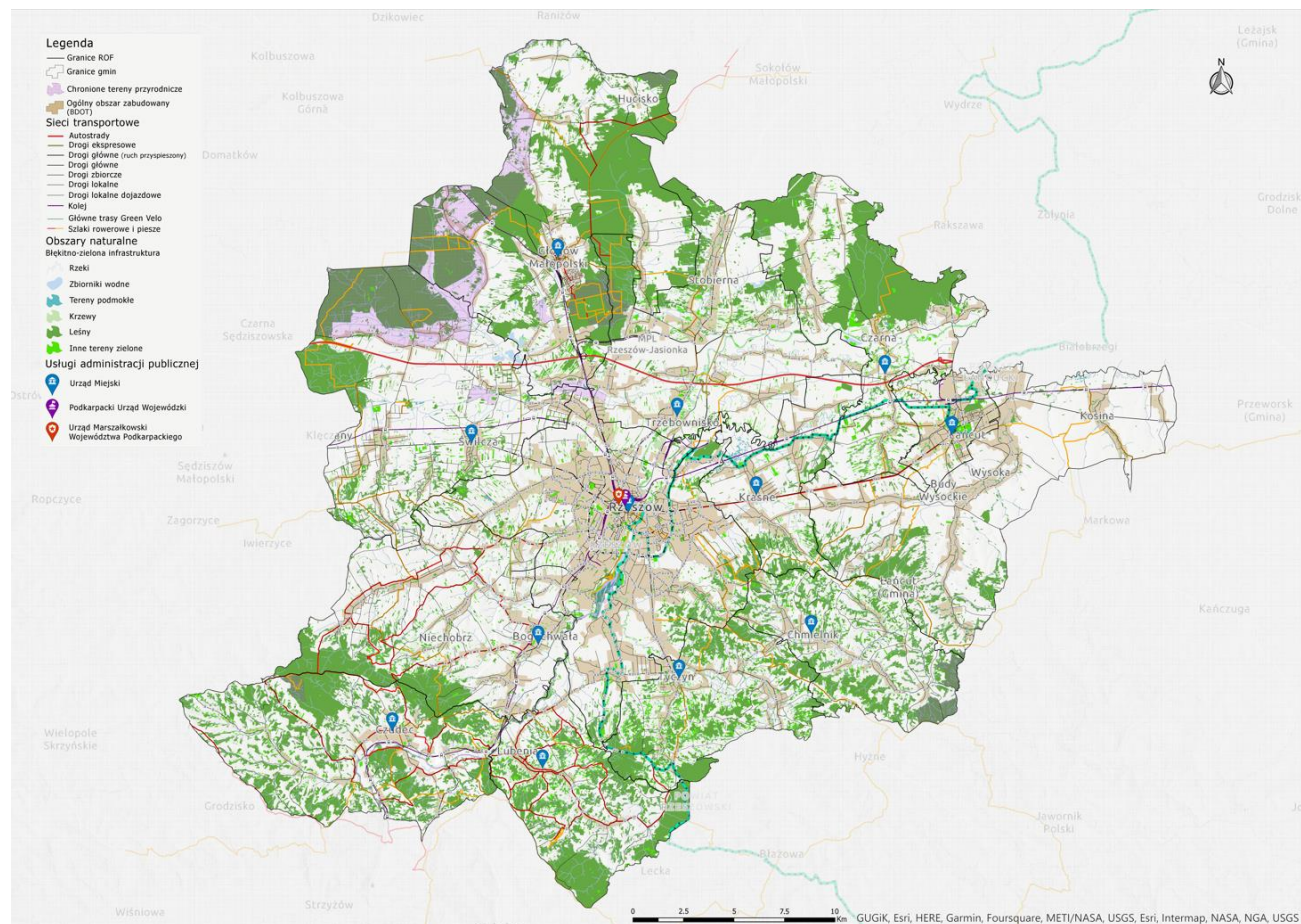 Legenda
Granice ROF
Granice gmin
Chronione tereny przyrodnicze
Ogólny obszar zabudowany
(BDOT)
Sieci transportowe
Autostrady
Drogi ekspresowe
Drogi główne (ruch przyspieszony)
Drogi główne
Drogi zbiorcze
Drogi lokalne
Drogi lokalne dojazdowe
Kolej
Główne trasy Green Velo
Szlaki rowerowe i piesze
Obszary naturalne
Błękitno-zielona infrastruktura
Rzeki
Zbiorniki wodne
Tereny podmokłe
Krzewy
Leśny
Inne tereny zielone
Usługi administracji publicznej
Urząd Miejski
Podkarpacki Urząd Wojewódzki
Urząd Marszałkowski
Województwa Podkarpackiego
Dzikowiec
Raniżów
Leżajsk
(Gmina)
N
Kolbuszowa
Sokołów
Małopolski
Kolbuszowa
Górna
Hucisko
Wydrze
Domatków
Grodzisk
Dolne
Żołynia
Rakszawa
Głogów
Małopolski
Stobierna
Czarna
Sędziszowska
MPL
Rzeszów-Jasionka
Czarna
Białobrzegi
Przeworsk
(Gmina)
Kosina
Trzebownisko
Łańcut
Klęczany
Świlcza
Sędziszów
Małopolski
Wysoka
Budy
Wysockie
Krasne
Ropczyce
Rzeszów
Zagorzyce
Markowa
Iwierzyce
Łańcut
(Gmina)
Kańczuga
Niechobrz
Boguchwała
Chmielnik
Tyczyn
Wielopole
Skrzyńskie
Czudec
Lubenia
Hyżne
Grodzisko
Jawornik
Polski
Błażowa
Lecka
Strzyżów
Wiśniowa
0 2.5 5 7.5 10
Km
GUGiK, Esri, HERE, Garmin, Foursquare, METI/NASA, USGS, Esri, Intermap, NASA, NGA, USGS